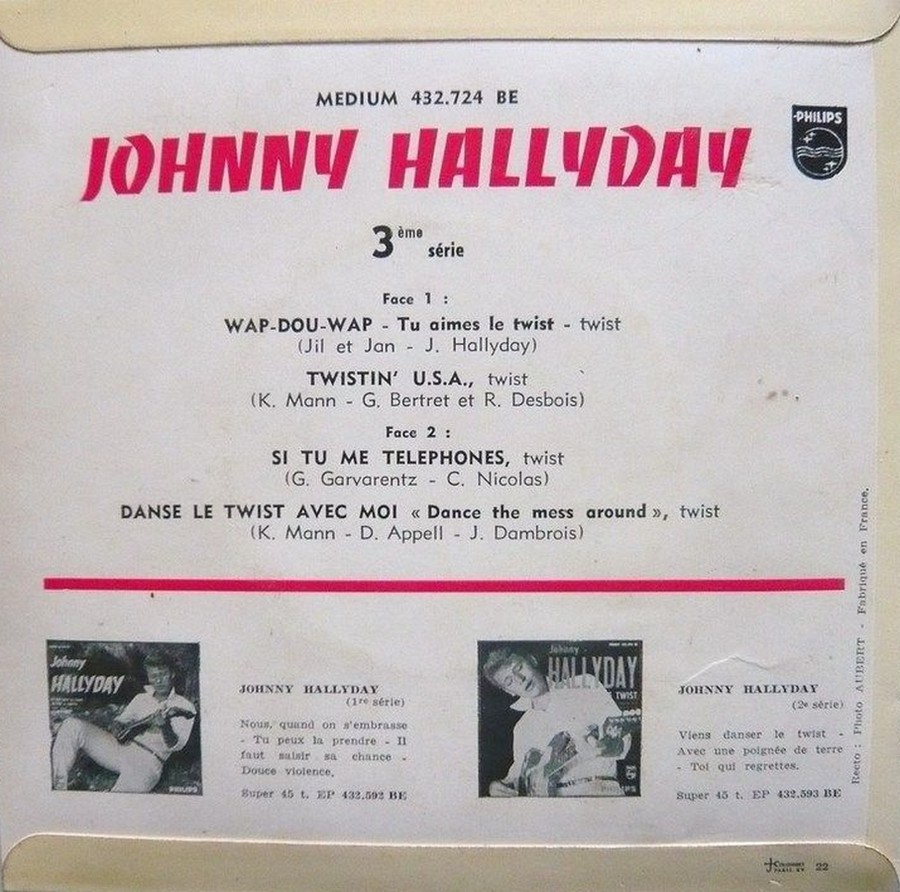 MEDIUM 432.724 BE
JOHNNY HALLYDAY
PHILIPS
3ème série
Face 1 :
WAP-DOU-WAP - Tu aimes le twist - twist
(Jil et Jan - J. Hallyday)
TWISTIN' U.S.A., twist
(K. Mann - G. Bertret et R. Desbois)
Face 2 :
SI TU ME TELEPHONES, twist
(G. Garvarentz - C. Nicolas)
DANSE LE TWIST AVEC MOI « Dance the mess around », twist
(K. Mann - D. Appell - J. Dambrois)
Johnny
HALLYDAY
PHILIPS
JOHNNY HALLYDAY
(1re série)
Nous, quand on s'embrasse
- Tu peux la prendre - Il
faut saisir sa chance -
Douce violence,
Super 45 t. EP 432.592 BE
Johnny
HALLYDAY
TWIST
JOHNNY HALLYDAY
(2e série)
Viens danser le twist -
Avec une poignée de terre
- Toi qui regrettes.
Super 45 t. EP 432.593 BE
Recto : Photo AUBERT - Fabriqué en France.
22